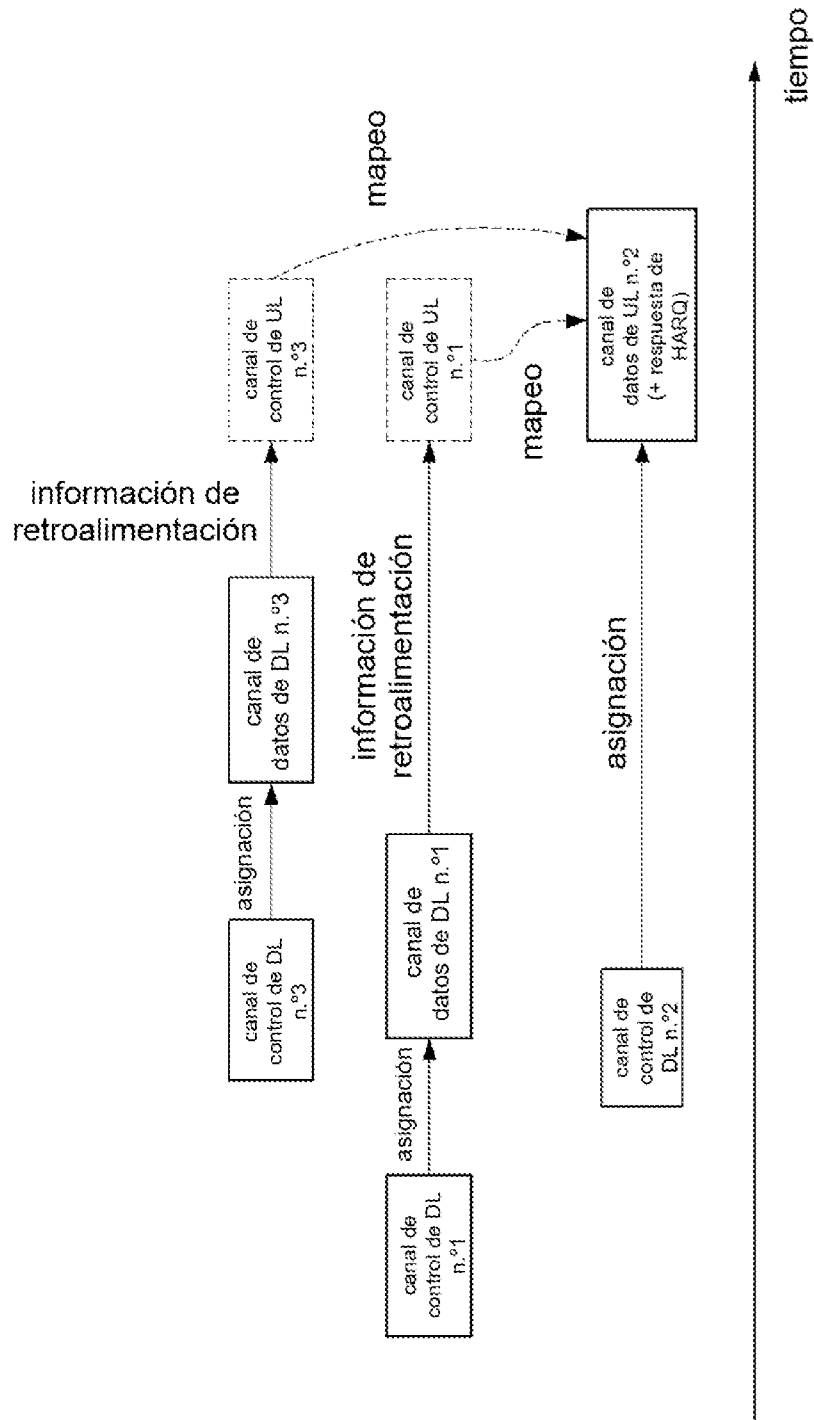 canal de
control de DL
n.º3
asignación
canal de
datos de DL n.º3
información de
retroalimentación
canal de
control de UL
n.º3
mapeo
canal de
control de DL
n.º1
asignación
canal de
datos de DL n.º1
información de
retroalimentación
canal de
control de UL
n.º1
mapeo
canal de
control de
DL n.º2
asignación
canal de
datos de UL n.º2
(+ respuesta de
HARQ)
tiempo